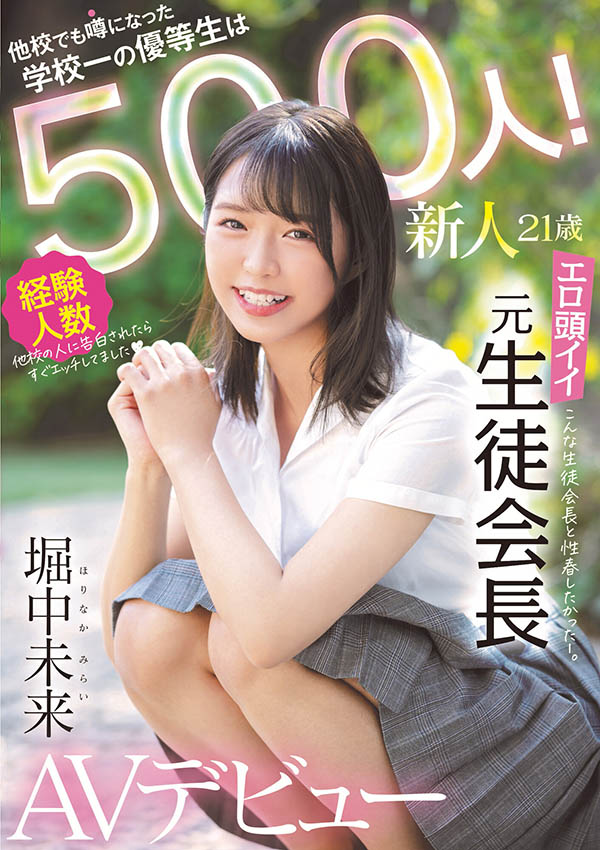 他校でも噂になった
学校一の優等生は
500人!
新人 21歳
経験
人数
他校の人に告白されたら
すぐエッチしてました
エロ頭イイ
元生徒会長
こんな生徒会長と性春したかったー。
堀中未来
ほりなか みらい
AVデビュー